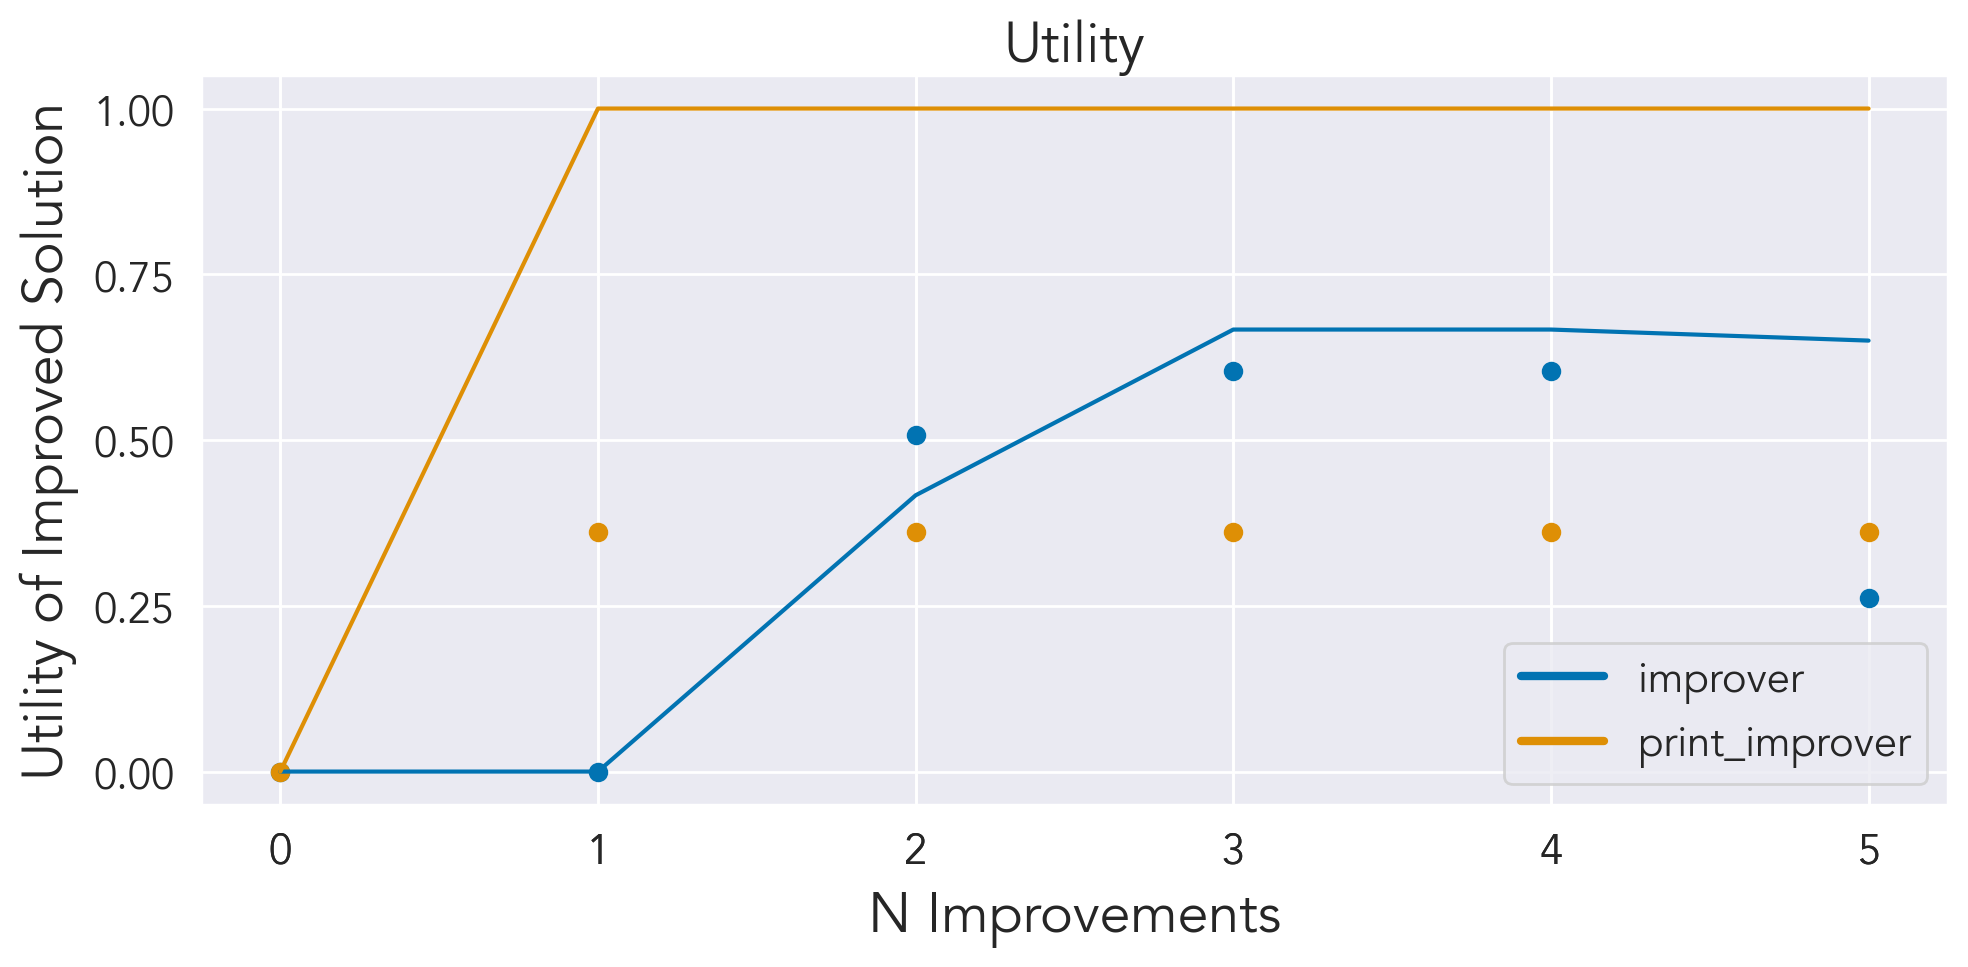 Utility
Utility of Improved Solution
1.00
0.75
0.50
0.25
0.00
improver
print_improver
0 1 2 3 4 5
N Improvements